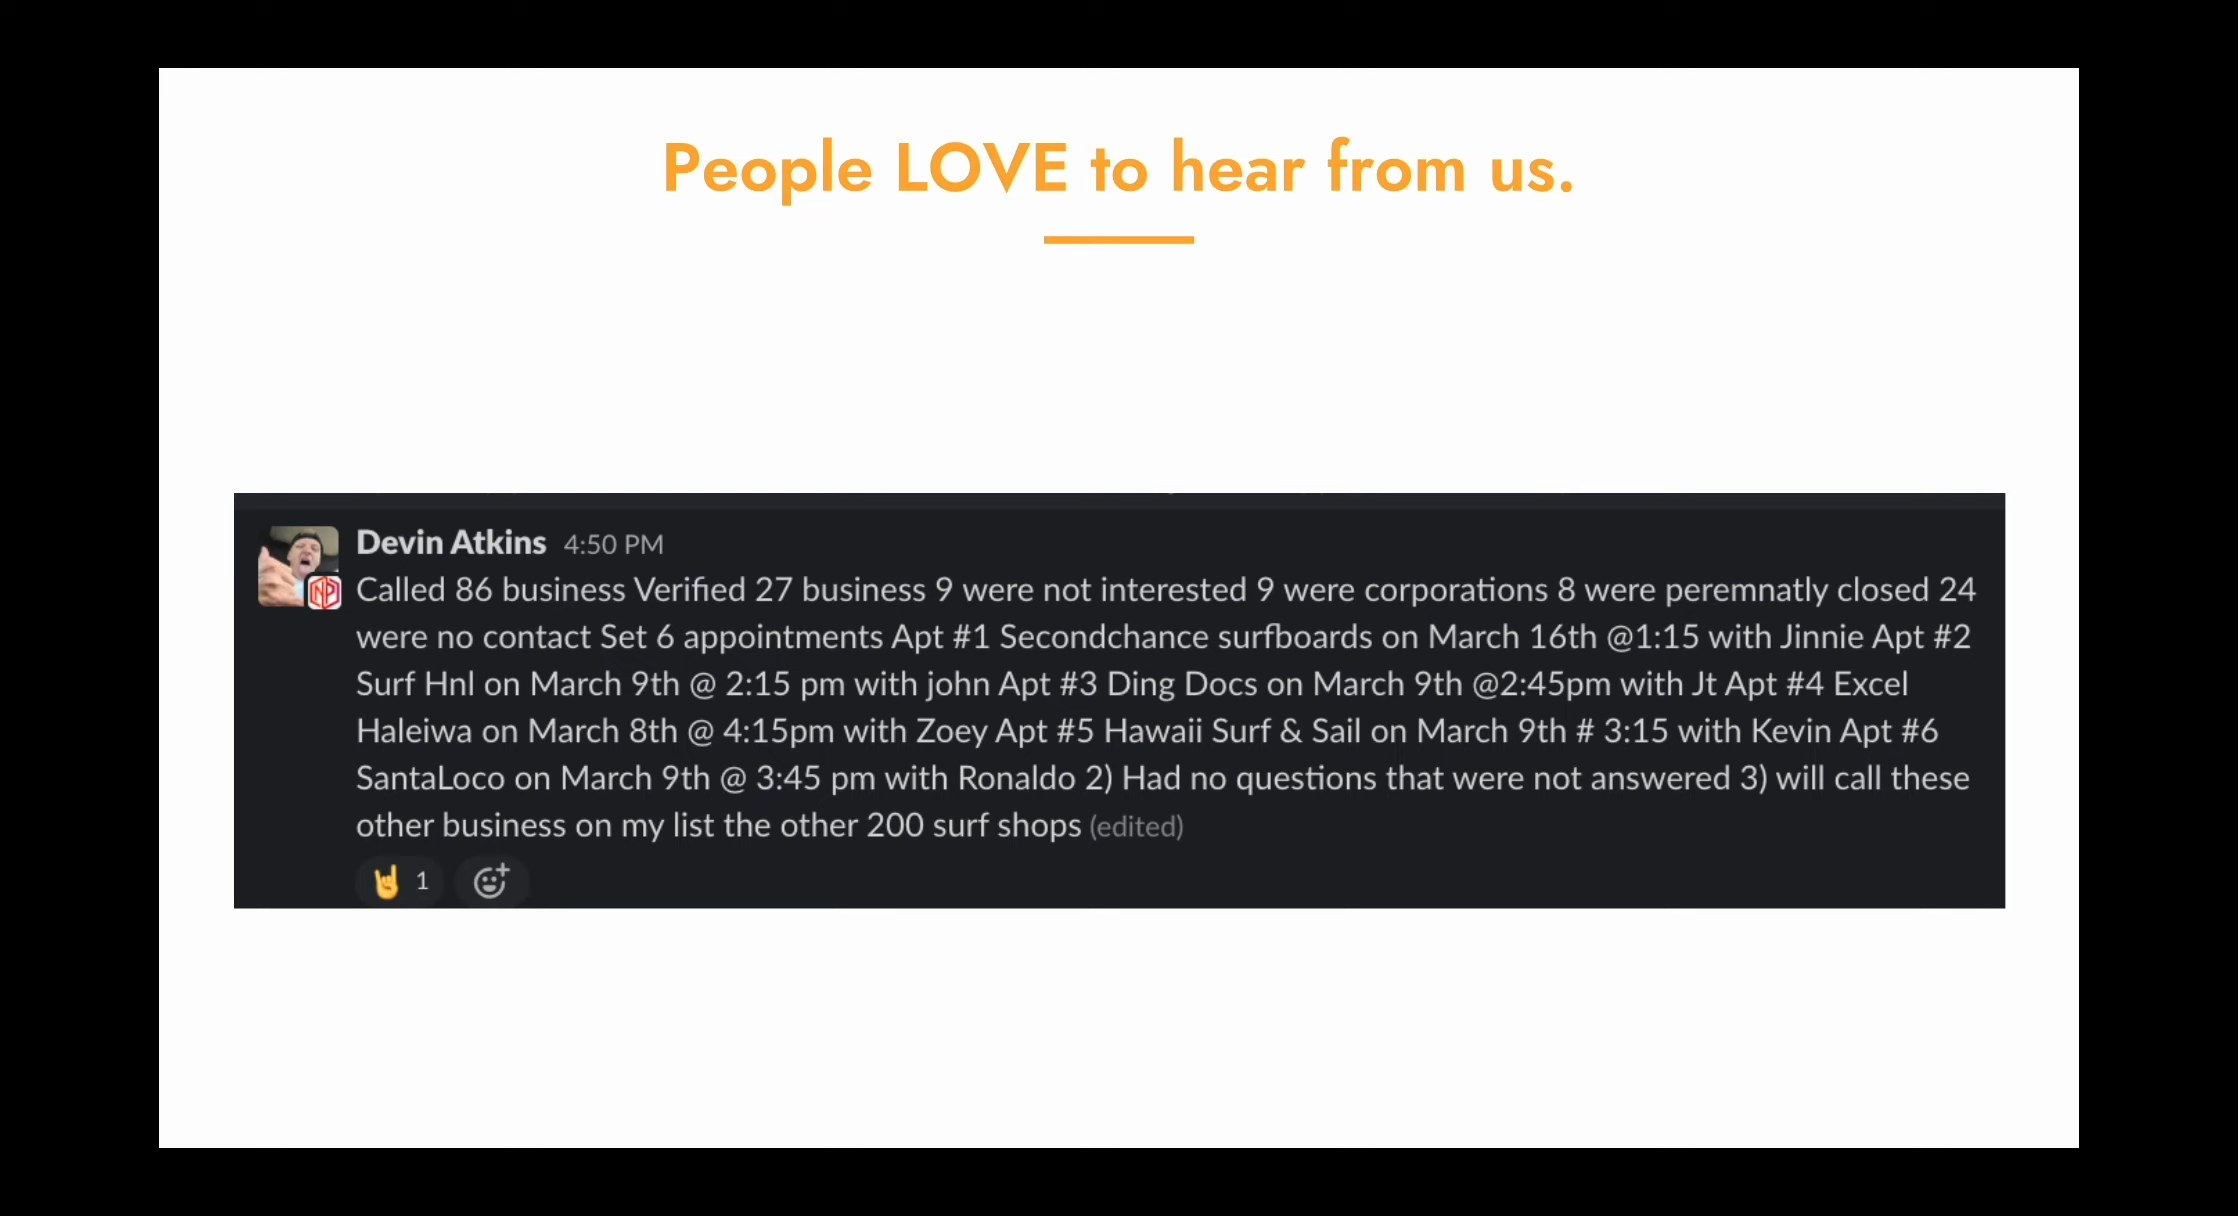 People LOVE to hear from us.
Devin Atkins 4:50 PM
Called 86 business Verified 27 business 9 were not interested 9 were corporations 8 were peremnatly closed 24
were no contact Set 6 appointments Apt #1 Secondchance surfboards on March 16th @1:15 with Jinnie Apt #2
Surf Hnl on March 9th @ 2:15 pm with john Apt #3 Ding Docs on March 9th @2:45pm with Jt Apt #4 Excel
Haleiwa on March 8th @ 4:15pm with Zoey Apt #5 Hawaii Surf & Sail on March 9th # 3:15 with Kevin Apt #6
SantaLoco on March 9th @ 3:45 pm with Ronaldo 2) Had no questions that were not answered 3) will call these
other business on my list the other 200 surf shops (edited)
🤘 1